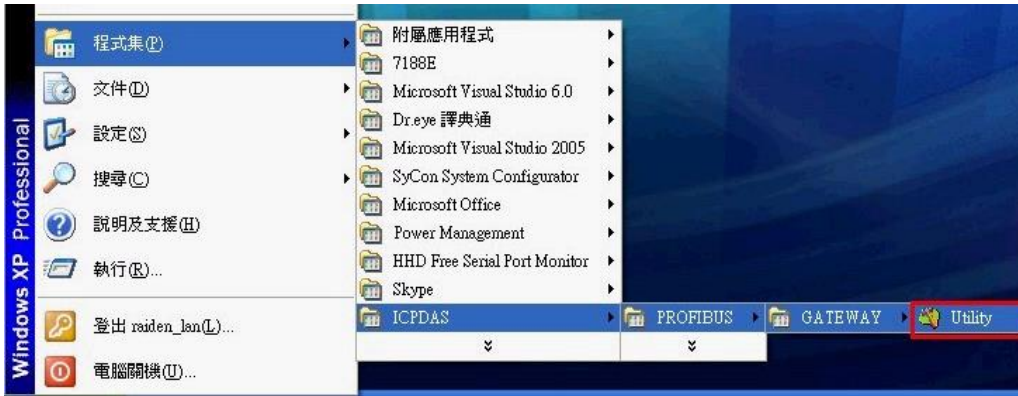 Windows XP Professional
程式集(P)
文件(D)
設定(S)
搜尋(C)
說明及支援(H)
執行(R)...
登出 raiden_lan(L)...
電腦關機(U)...
附屬應用程式
7188E
Microsoft Visual Studio 6.0
Dr.eye 譯典通
Microsoft Visual Studio 2005
SyCon System Configurator
Microsoft Office
Power Management
HHD Free Serial Port Monitor
Skype
ICPDAS
PROFIBUS
GATEWAY
Utility